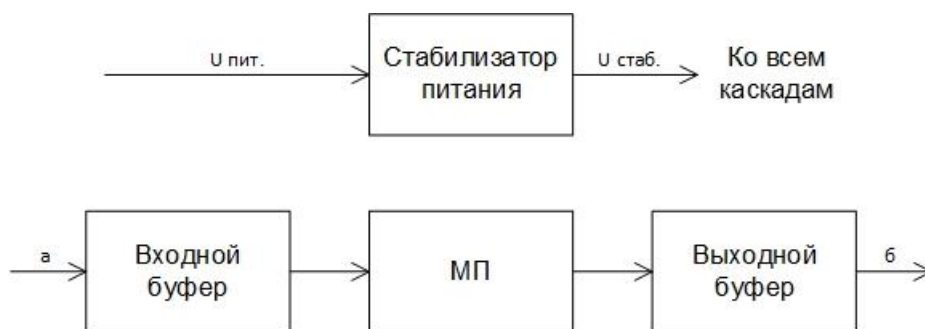 U пит.
Стабилизатор
питания
U стаб.
Ко всем
каскадам
а
Входной
буфер
МП
Выходной
буфер
б